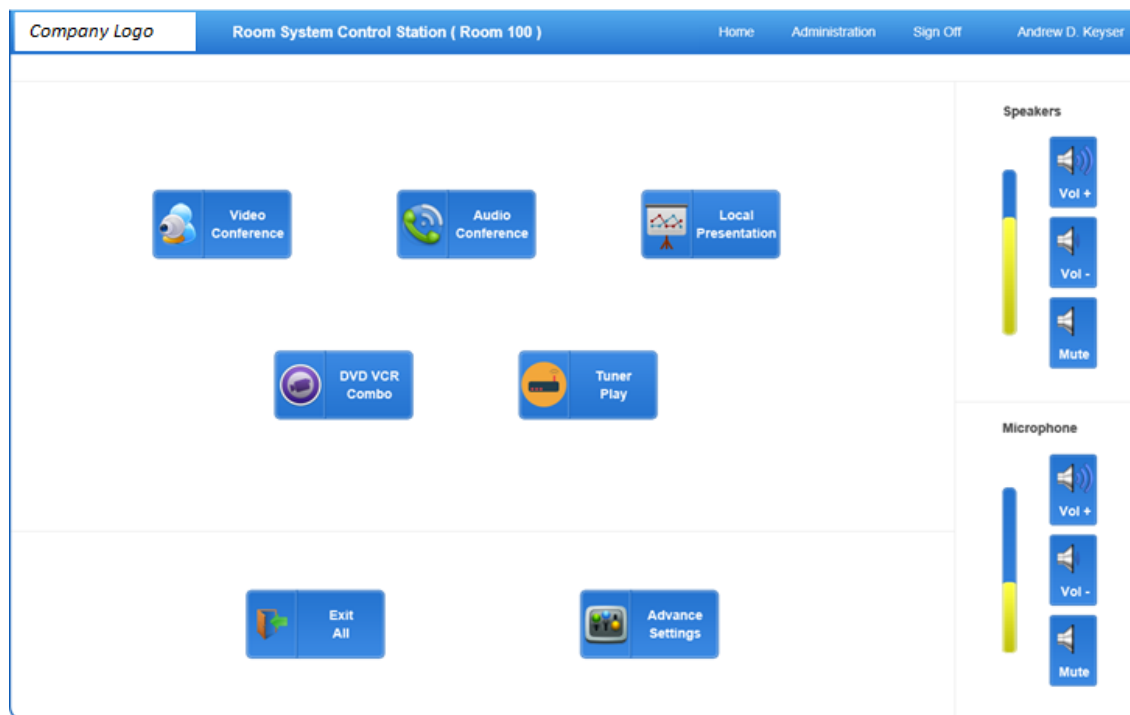 Company Logo
Room System Control Station ( Room 100 )
Home
Administration
Sign Off
Andrew D. Keyser
Video
Conference
Audio
Conference
Local
Presentation
DVD VCR
Combo
Tuner
Play
Exit
All
Advance
Settings
Speakers
Vol +
Vol -
Mute
Microphone
Vol +
Vol -
Mute